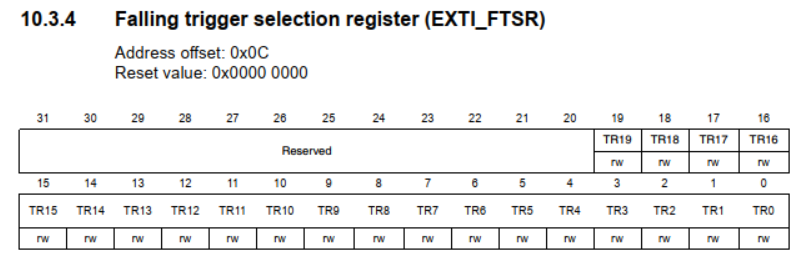 10.3.4 Falling trigger selection register (EXTI_FTSR)
Address offset: 0x0C
Reset value: 0x0000 0000
31 30 29 28 27 26 25 24 23 22 21 20 19 18 17 16
Reserved TR19 TR18 TR17 TR16
rw rw rw rw
15 14 13 12 11 10 9 8 7 6 5 4 3 2 1 0
TR15 TR14 TR13 TR12 TR11 TR10 TR9 TR8 TR7 TR6 TR5 TR4 TR3 TR2 TR1 TR0
rw rw rw rw rw rw rw rw rw rw rw rw rw rw rw rw